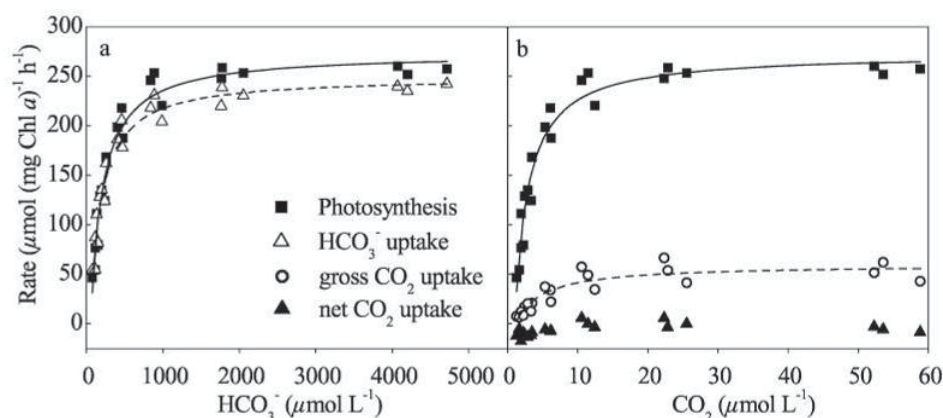 Rate (µmol (mg Chl a)⁻¹ h⁻¹)
300
250
200
150
100
50
0
a
b
Photosynthesis
HCO₃⁻ uptake
gross CO₂ uptake
net CO₂ uptake
0 1000 2000 3000 4000 5000
0 10 20 30 40 50 60
HCO₃⁻ (µmol L⁻¹)
CO₂ (µmol L⁻¹)